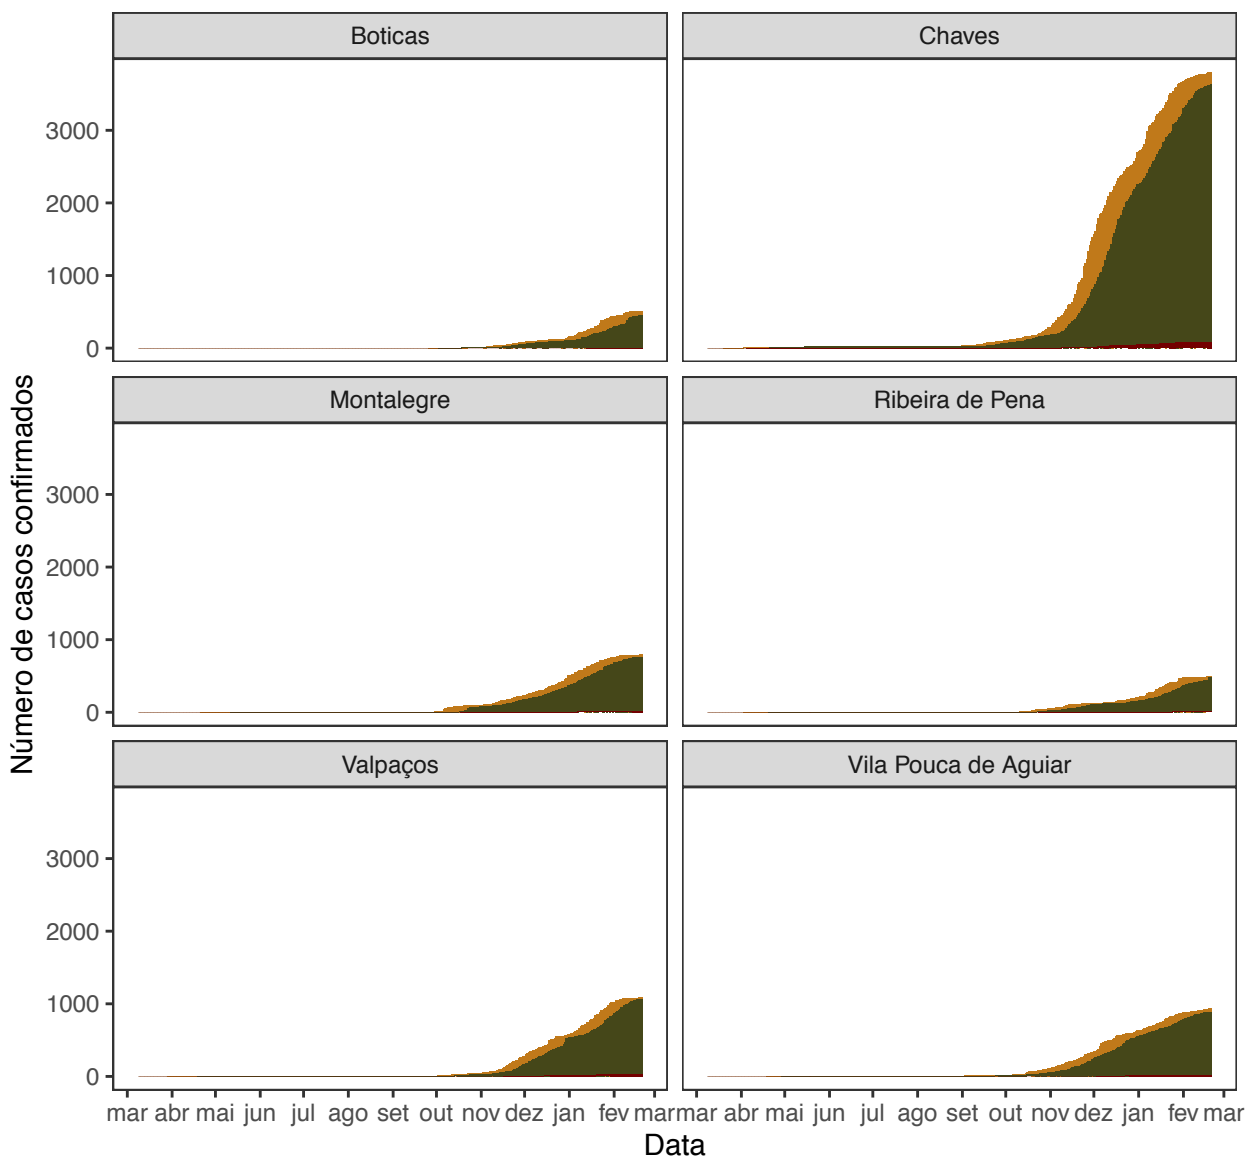 Boticas
Chaves
3000
2000
1000
0
Montalegre
Ribeira de Pena
3000
2000
1000
0
Valpaços
Vila Pouca de Aguiar
3000
2000
1000
0
mar abr mai jun jul ago set out nov dez jan fev mar
mar abr mai jun jul ago set out nov dez jan fev mar
Data
Número de casos confirmados